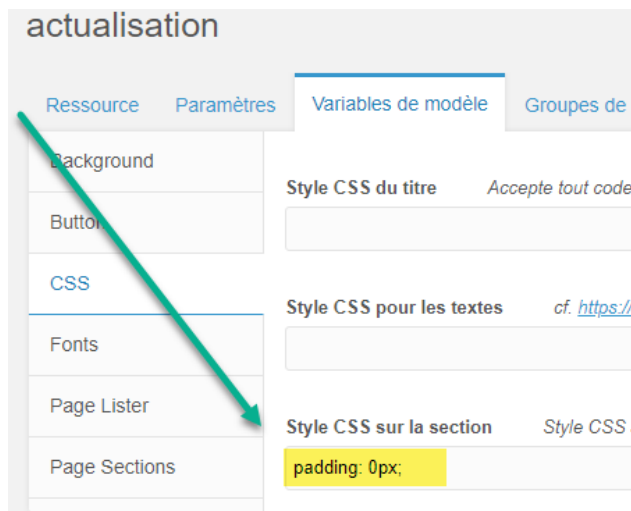 actualisation
Ressource Paramètres Variables de modèle Groupes de
Background
Style CSS du titre Accepte tout code
Button
CSS
Style CSS pour les textes cf. https://
Fonts
Page Lister
Style CSS sur la section Style CSS
Page Sections
padding: 0px;